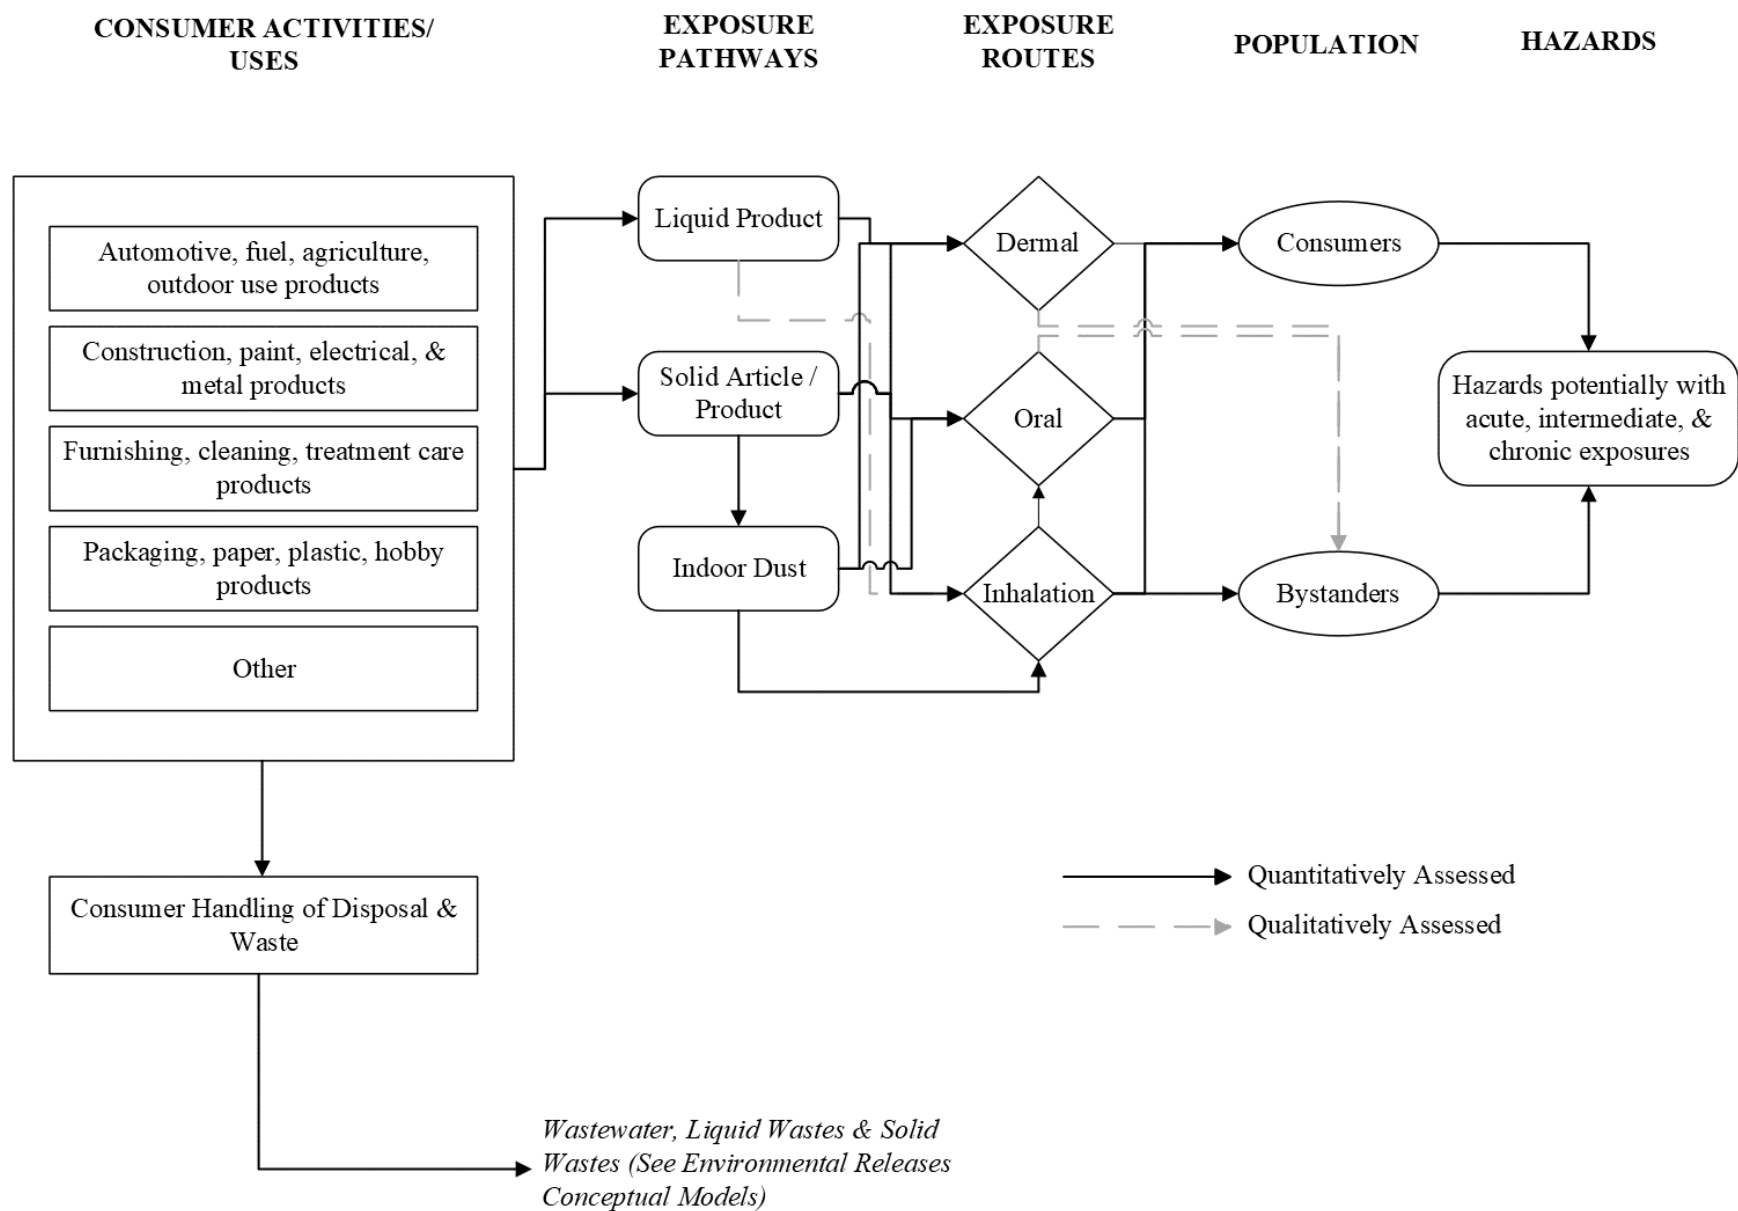 CONSUMER ACTIVITIES/
USES
EXPOSURE
PATHWAYS
EXPOSURE
ROUTES
POPULATION
HAZARDS
Automotive, fuel, agriculture,
outdoor use products
Construction, paint, electrical, &
metal products
Furnishing, cleaning, treatment care
products
Packaging, paper, plastic, hobby
products
Other
Consumer Handling of Disposal &
Waste
Wastewater, Liquid Wastes & Solid
Wastes (See Environmental Releases
Conceptual Models)
Liquid Product
Solid Article /
Product
Indoor Dust
Dermal
Oral
Inhalation
Consumers
Bystanders
Hazards potentially with
acute, intermediate, &
chronic exposures
Quantitatively Assessed
Qualitatively Assessed